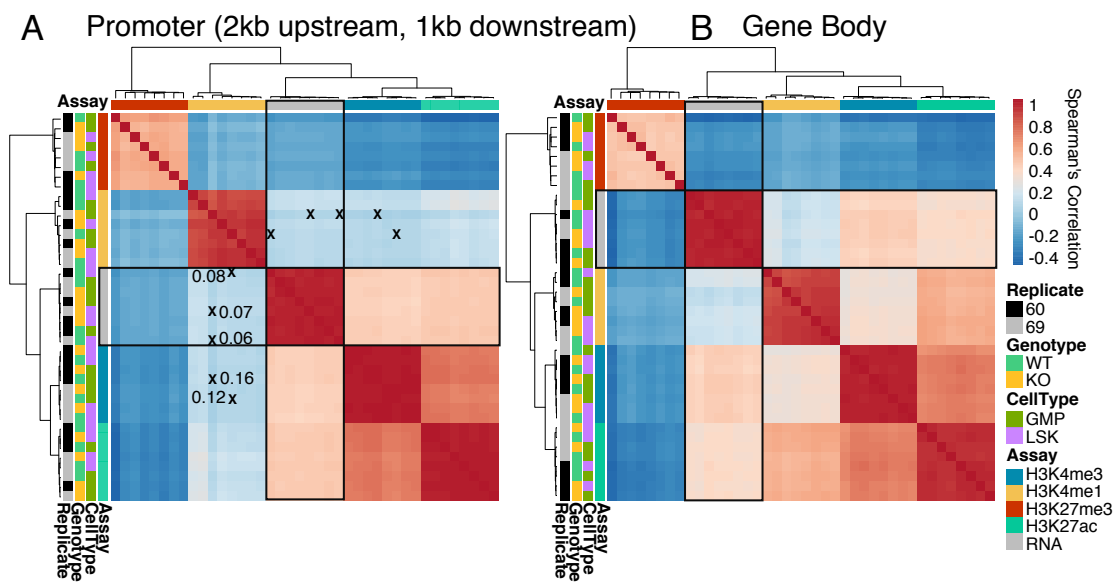 A Promoter (2kb upstream, 1kb downstream) B Gene Body
Assay
Assay
x x x
x x
0.08 x
x 0.07
x 0.06
x 0.16
0.12 x
1
0.8
0.6
0.4
0.2
0
-0.2
-0.4
Spearman's Correlation
Replicate
60
69
Genotype
WT
KO
CellType
GMP
LSK
Assay
H3K4me3
H3K4me1
H3K27me3
H3K27ac
RNA
Replicate
Genotype
CellType
Assay
Replicate
Genotype
CellType
Assay